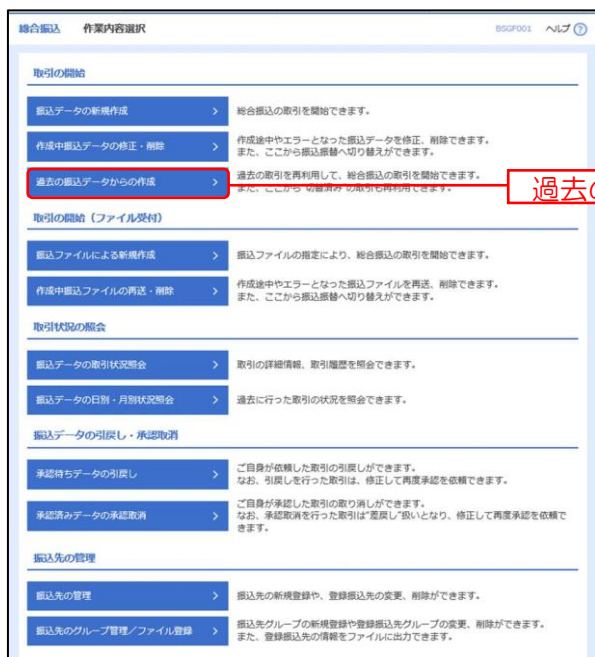 総合振込 作業内容選択 BSGF001 ヘルプ ?
取引の開始
振込データの新規作成 > 総合振込の取引を開始できます。
作成中振込データの修正・削除 > 作成途中やエラーとなった振込データを修正、削除できます。
また、ここから振込振替へ切り替えができます。
過去の振込データからの作成 > 過去の取引を再利用して、総合振込の取引を開始できます。
また、ここから"切替済み"の取引も再利用できます。
過去の
取引の開始（ファイル受付）
振込ファイルによる新規作成 > 振込ファイルの指定により、総合振込の取引を開始できます。
作成中振込ファイルの再送・削除 > 作成途中やエラーとなった振込ファイルを再送、削除できます。
また、ここから振込振替へ切り替えができます。
取引状況の照会
振込データの取引状況照会 > 取引の詳細情報、取引履歴を照会できます。
振込データの日別・月別状況照会 > 過去に行った取引の状況を照会できます。
振込データの引戻し・承認取消
承認待ちデータの引戻し > ご自身が依頼した取引の引戻しができます。
なお、引戻しを行った取引は、修正して再度承認を依頼できます。
承認済みデータの承認取消 > ご自身が承認した取引の取り消しができます。
なお、承認取消を行った取引は"差戻し"扱いとなり、修正して再度承認を依頼で
きます。
振込先の管理
振込先の管理 > 振込先の新規登録や、登録振込先の変更、削除ができます。
振込先のグループ管理／ファイル登録 > 振込先グループの新規登録や登録振込先グループの変更、削除ができます。
また、登録振込先の情報をファイルに出力できます。